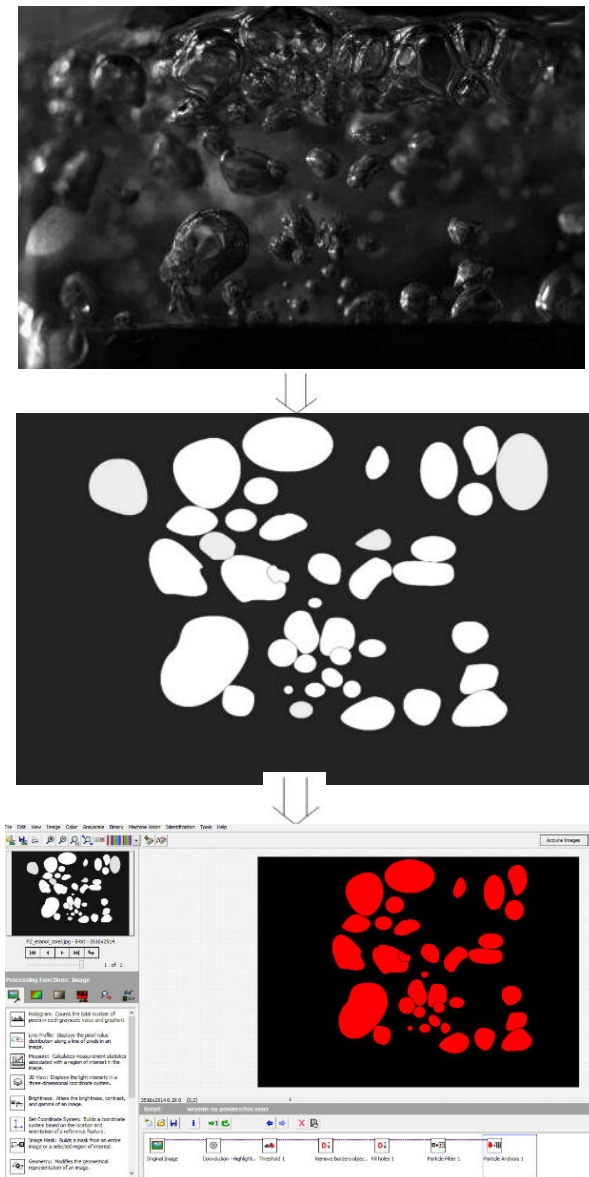 File Edit View Image Color Grayscale Binary Machine Vision Identification Tools Help
Acquire Images
1 of 1
Processing Functions: Image
Histogram: Counts the total number of
pixels in each grayscale value and graphs it.
Line Profile: Displays the pixel value
distribution along a line of pixels in an
image.
Measure: Calculates measurement statistics
associated with a region of interest in the
image.
3D View: Displays the light intensity in a
three-dimensional coordinate system.
Brightness: Alters the brightness, contrast,
and gamma of an image.
Set Coordinate System: Builds a coordinate
system based on the location and
orientation of a reference feature.
Image Mask: Builds a mask from an entire
image or a selected region of interest.
Geometry: Modifies the geometrical
representation of an image.
3516x2514 0.2X 0 (0,0)
Script:
Original Image
Convolution - Highlight...
Threshold 1
Remove borders objec...
Fill holes 1
Particle Filter 1
Particle Analysis 1